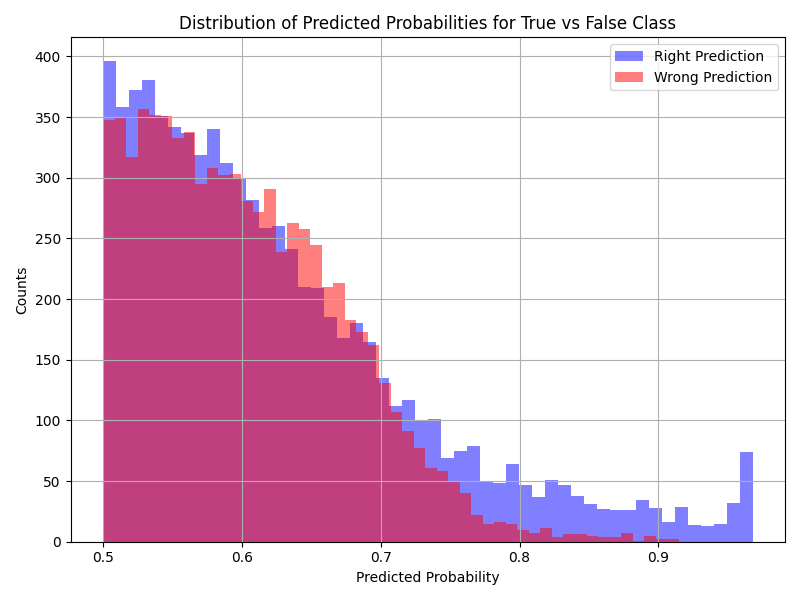 Distribution of Predicted Probabilities for True vs False Class
Right Prediction
Wrong Prediction
400
350
300
250
200
150
100
50
0
Counts
0.5 0.6 0.7 0.8 0.9
Predicted Probability